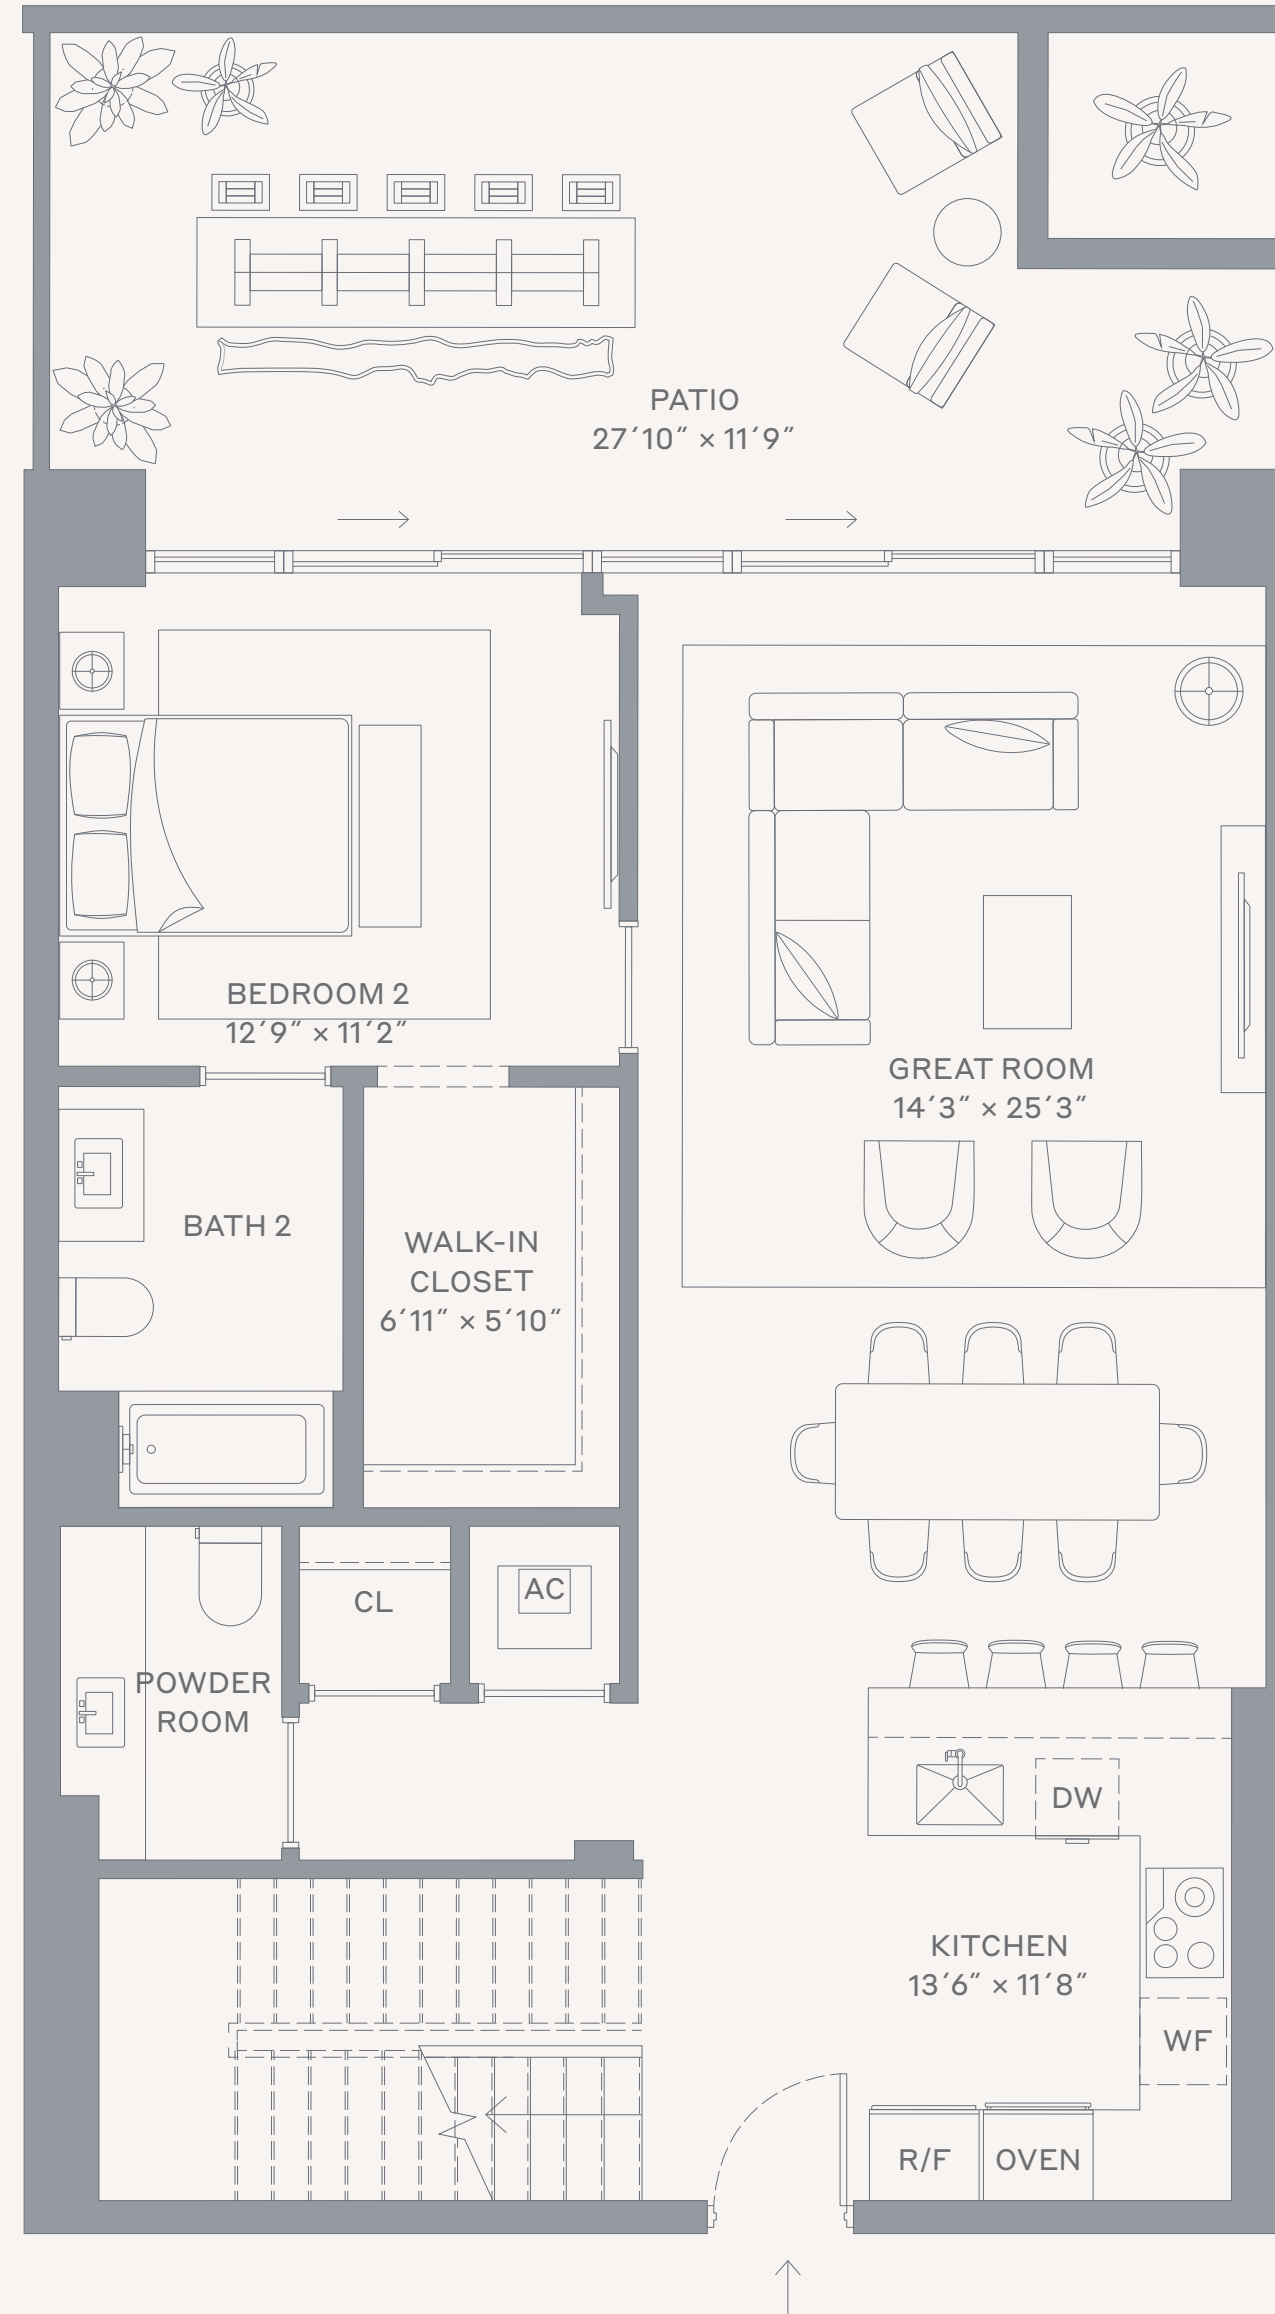 PATIO
27´10˝ × 11´9˝
BEDROOM 2
12´9˝ × 11´2˝
GREAT ROOM
14´3˝ × 25´3˝
BATH 2
WALK-IN
CLOSET
6´11˝ × 5´10˝
CL
AC
POWDER
ROOM
DW
KITCHEN
13´6˝ × 11´8˝
WF
R/F
OVEN